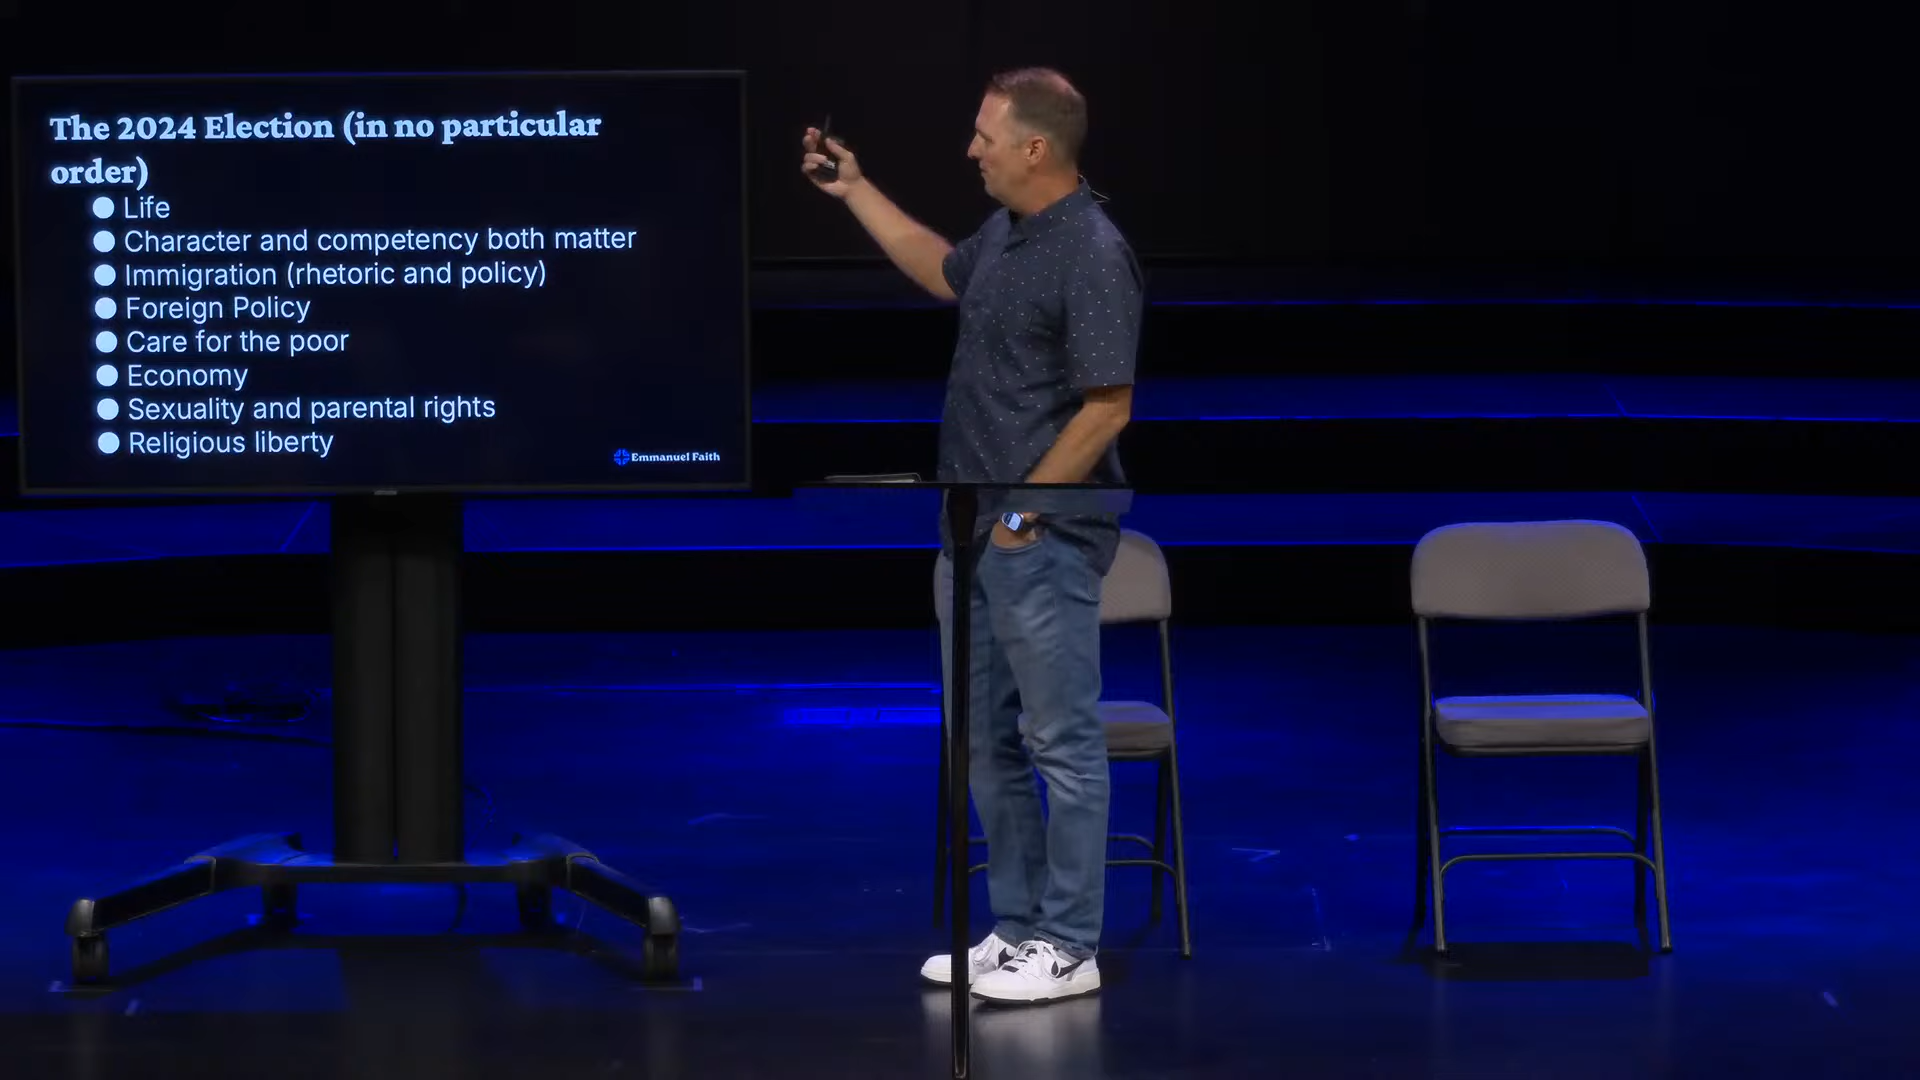 The 2024 Election (in no particular
order)
● Life
● Character and competency both matter
● Immigration (rhetoric and policy)
● Foreign Policy
● Care for the poor
● Economy
● Sexuality and parental rights
● Religious liberty
Emmanuel Faith